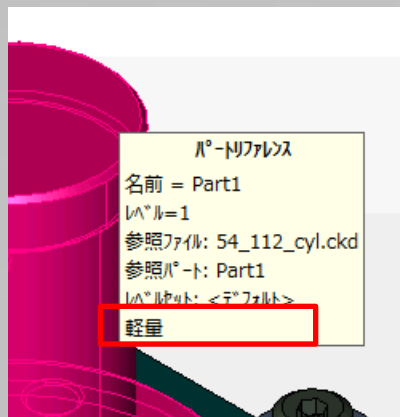 ﾊﾟｰﾄﾘﾌｧﾚﾝｽ
名前 = Part1
ﾚﾍﾞﾙ=1
参照ﾌｧｲﾙ: 54_112_cyl.ckd
参照ﾊﾟｰﾄ: Part1
ﾚﾍﾞﾙｾｯﾄ: <ﾃﾞﾌｫﾙﾄ>
軽量